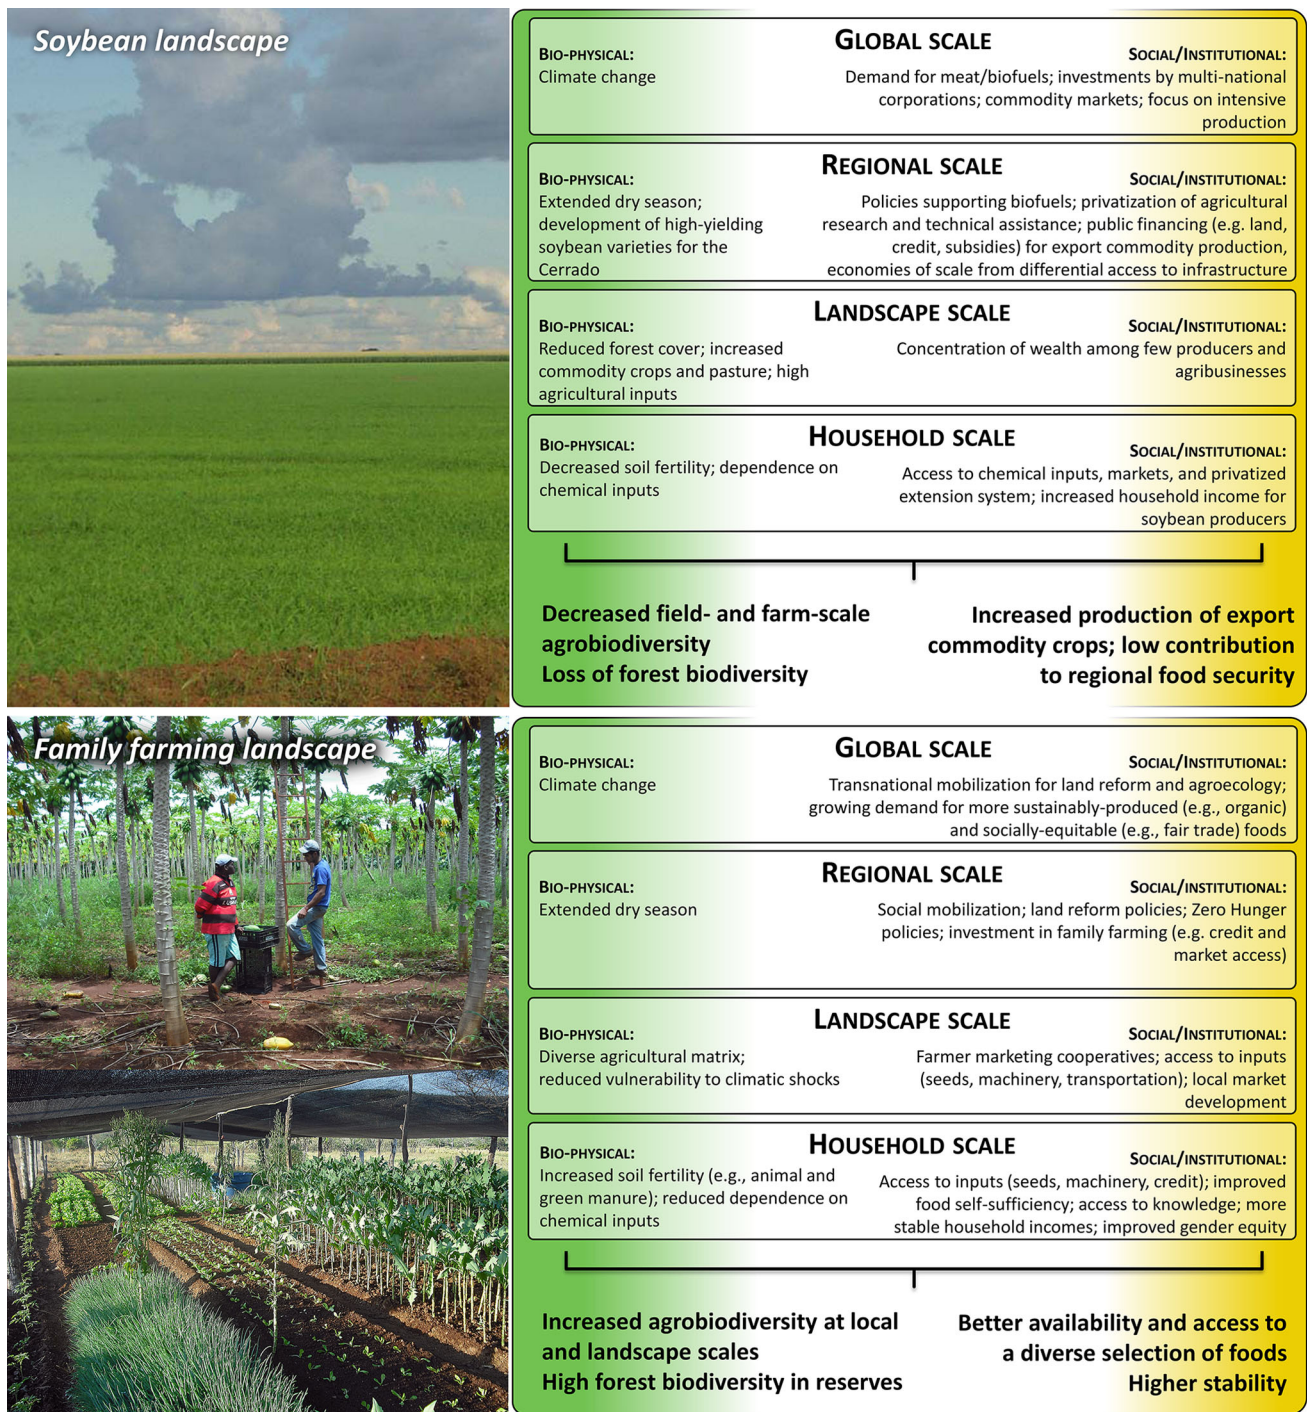 Soybean landscape
GLOBAL SCALE
BIO-PHYSICAL:
Climate change
SOCIAL/INSTITUTIONAL:
Demand for meat/biofuels; investments by multi-national
corporations; commodity markets; focus on intensive
production
REGIONAL SCALE
BIO-PHYSICAL:
Extended dry season;
development of high-yielding
soybean varieties for the
Cerrado
SOCIAL/INSTITUTIONAL:
Policies supporting biofuels; privatization of agricultural
research and technical assistance; public financing (e.g. land,
credit, subsidies) for export commodity production,
economies of scale from differential access to infrastructure
LANDSCAPE SCALE
BIO-PHYSICAL:
Reduced forest cover; increased
commodity crops and pasture; high
agricultural inputs
SOCIAL/INSTITUTIONAL:
Concentration of wealth among few producers and
agribusinesses
HOUSEHOLD SCALE
BIO-PHYSICAL:
Decreased soil fertility; dependence on
chemical inputs
SOCIAL/INSTITUTIONAL:
Access to chemical inputs, markets, and privatized
extension system; increased household income for
soybean producers
Decreased field- and farm-scale
agrobiodiversity
Loss of forest biodiversity
Increased production of export
commodity crops; low contribution
to regional food security
Family farming landscape
GLOBAL SCALE
BIO-PHYSICAL:
Climate change
SOCIAL/INSTITUTIONAL:
Transnational mobilization for land reform and agroecology;
growing demand for more sustainably-produced (e.g., organic)
and socially-equitable (e.g., fair trade) foods
REGIONAL SCALE
BIO-PHYSICAL:
Extended dry season
SOCIAL/INSTITUTIONAL:
Social mobilization; land reform policies; Zero Hunger
policies; investment in family farming (e.g. credit and
market access)
LANDSCAPE SCALE
BIO-PHYSICAL:
Diverse agricultural matrix;
reduced vulnerability to climatic shocks
SOCIAL/INSTITUTIONAL:
Farmer marketing cooperatives; access to inputs
(seeds, machinery, transportation); local market
development
HOUSEHOLD SCALE
BIO-PHYSICAL:
Increased soil fertility (e.g., animal and
green manure); reduced dependence on
chemical inputs
SOCIAL/INSTITUTIONAL:
Access to inputs (seeds, machinery, credit); improved
food self-sufficiency; access to knowledge; more
stable household incomes; improved gender equity
Increased agrobiodiversity at local
and landscape scales
High forest biodiversity in reserves
Better availability and access to
a diverse selection of foods
Higher stability